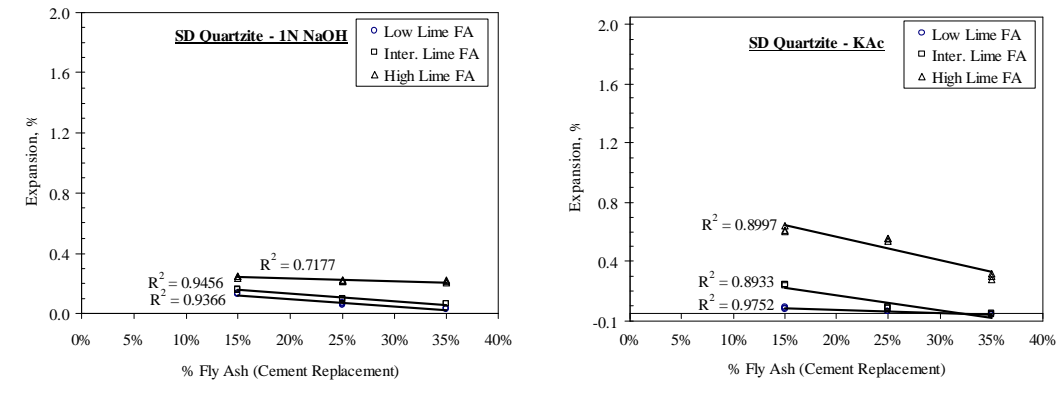 SD Quartzite - 1N NaOH
Low Lime FA
Inter. Lime FA
High Lime FA
2.0
1.6
1.2
0.8
0.4
0.0
Expansion, %
R² = 0.7177
R² = 0.9456
R² = 0.9366
0% 5% 10% 15% 20% 25% 30% 35% 40%
% Fly Ash (Cement Replacement)
SD Quartzite - KAc
Low Lime FA
Inter. Lime FA
High Lime FA
2.0
1.6
1.2
0.8
0.4
-0.1
Expansion, %
R² = 0.8997
R² = 0.8933
R² = 0.9752
0% 5% 10% 15% 20% 25% 30% 35% 40%
% Fly Ash (Cement Replacement)